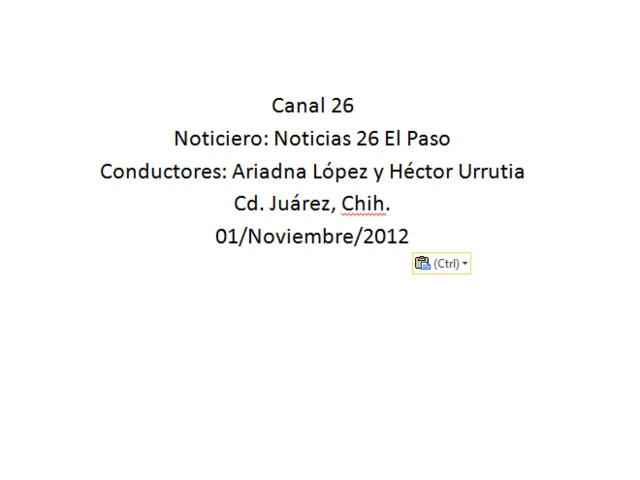 Canal 26
Noticiero: Noticias 26 El Paso
Conductores: Ariadna López y Héctor Urrutia
Cd. Juárez, Chih.
01/Noviembre/2012
(Ctrl)